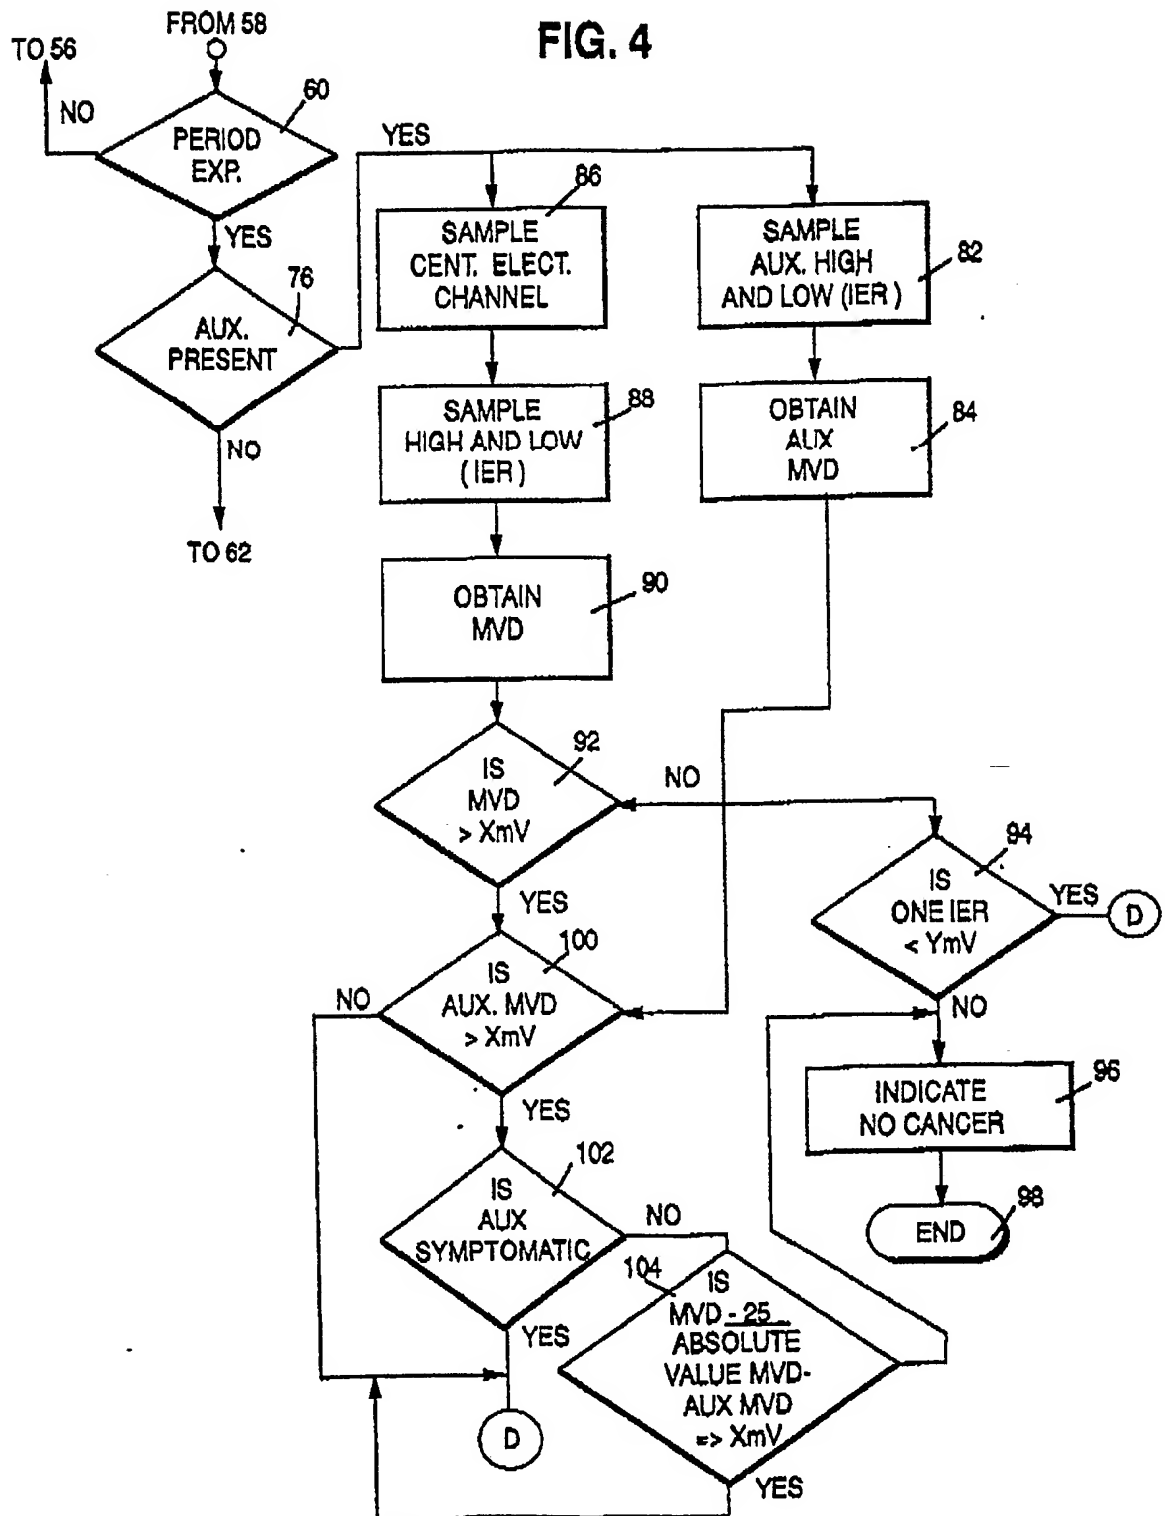 FIG. 4
FROM 58
TO 56
NO
60
PERIOD
EXP.
YES
YES
76
AUX.
PRESENT
NO
TO 62
86
SAMPLE
CENT. ELECT.
CHANNEL
SAMPLE
AUX. HIGH
AND LOW (IER)
82
SAMPLE
HIGH AND LOW
(IER)
88
OBTAIN
AUX
MVD
84
OBTAIN
MVD
90
IS
MVD
> XmV
92
NO
YES
94
IS
ONE IER
< YmV
YES
D
NO
100
IS
AUX. MVD
> XmV
NO
YES
INDICATE
NO CANCER
96
END
98
102
IS
AUX
SYMPTOMATIC
NO
YES
104
IS
MVD - 25
ABSOLUTE
VALUE MVD-
AUX MVD
=> XmV
YES
D